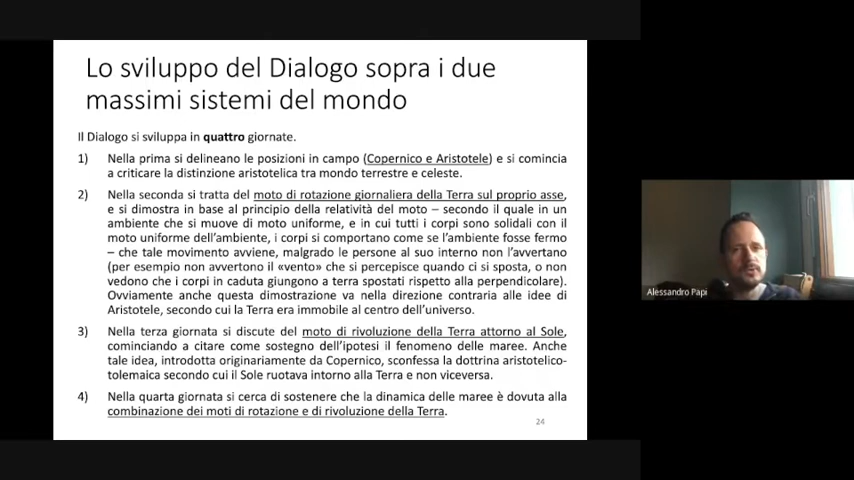 Lo sviluppo del Dialogo sopra i due
massimi sistemi del mondo
Il Dialogo si sviluppa in quattro giornate.
1) Nella prima si delineano le posizioni in campo (Copernico e Aristotele) e si comincia
a criticare la distinzione aristotelica tra mondo terrestre e celeste.
2) Nella seconda si tratta del moto di rotazione giornaliera della Terra sul proprio asse,
e si dimostra in base al principio della relatività del moto – secondo il quale in un
ambiente che si muove di moto uniforme, e in cui tutti i corpi sono solidali con il
moto uniforme dell'ambiente, i corpi si comportano come se l'ambiente fosse fermo
– che tale movimento avviene, malgrado le persone al suo interno non l'avvertano
(per esempio non avvertono il «vento» che si percepisce quando ci si sposta, o non
vedono che i corpi in caduta giungono a terra spostati rispetto alla perpendicolare).
Ovviamente anche questa dimostrazione va nella direzione contraria alle idee di
Aristotele, secondo cui la Terra era immobile al centro dell'universo.
3) Nella terza giornata si discute del moto di rivoluzione della Terra attorno al Sole,
cominciando a citare come sostegno dell'ipotesi il fenomeno delle maree. Anche
tale idea, introdotta originariamente da Copernico, sconfessa la dottrina aristotelico-
tolemaica secondo cui il Sole ruotava intorno alla Terra e non viceversa.
4) Nella quarta giornata si cerca di sostenere che la dinamica delle maree è dovuta alla
combinazione dei moti di rotazione e di rivoluzione della Terra.
24
Alessandro Papi